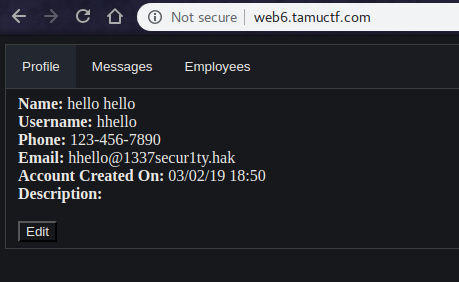 Not secure web6.tamuctf.com
Profile Messages Employees
Name: hello hello
Username: hhello
Phone: 123-456-7890
Email: hhello@1337secur1ty.hak
Account Created On: 03/02/19 18:50
Description:
Edit